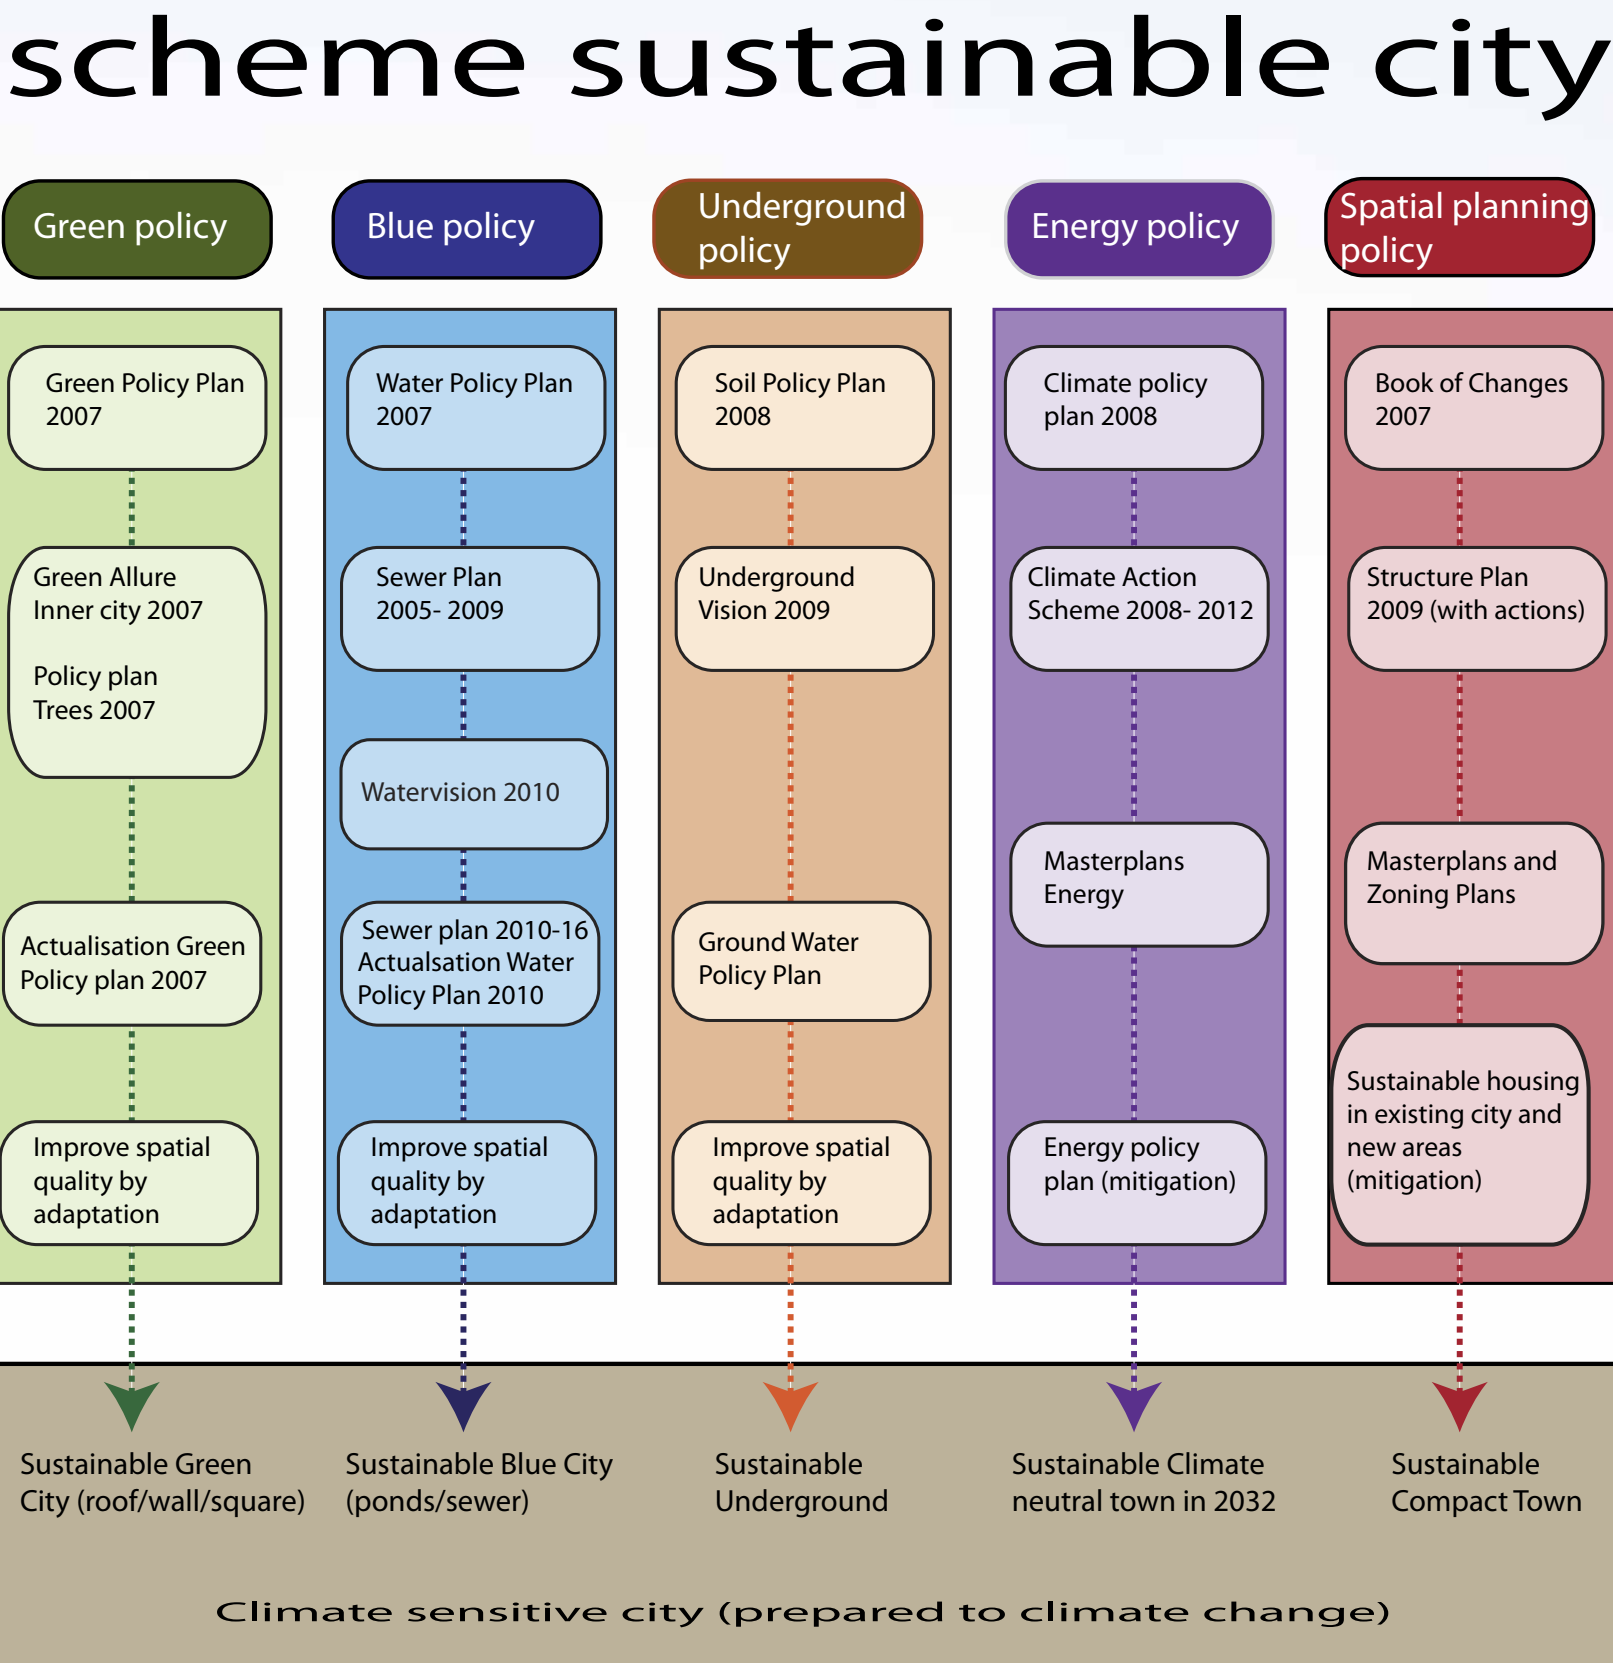 scheme sustainable city
Green policy
Blue policy
Underground
policy
Energy policy
Spatial planning
policy
Green Policy Plan
2007
Green Allure
Inner city 2007
Policy plan
Trees 2007
Actualisation Green
Policy plan 2007
Improve spatial
quality by
adaptation
Sustainable Green
City (roof/wall/square)
Water Policy Plan
2007
Sewer Plan
2005- 2009
Watervision 2010
Sewer plan 2010-16
Actualsation Water
Policy Plan 2010
Improve spatial
quality by
adaptation
Sustainable Blue City
(ponds/sewer)
Soil Policy Plan
2008
Underground
Vision 2009
Ground Water
Policy Plan
Improve spatial
quality by
adaptation
Sustainable
Underground
Climate policy
plan 2008
Climate Action
Scheme 2008- 2012
Masterplans
Energy
Energy policy
plan (mitigation)
Sustainable Climate
neutral town in 2032
Book of Changes
2007
Structure Plan
2009 (with actions)
Masterplans and
Zoning Plans
Sustainable housing
in existing city and
new areas
(mitigation)
Sustainable
Compact Town
Climate sensitive city (prepared to climate change)